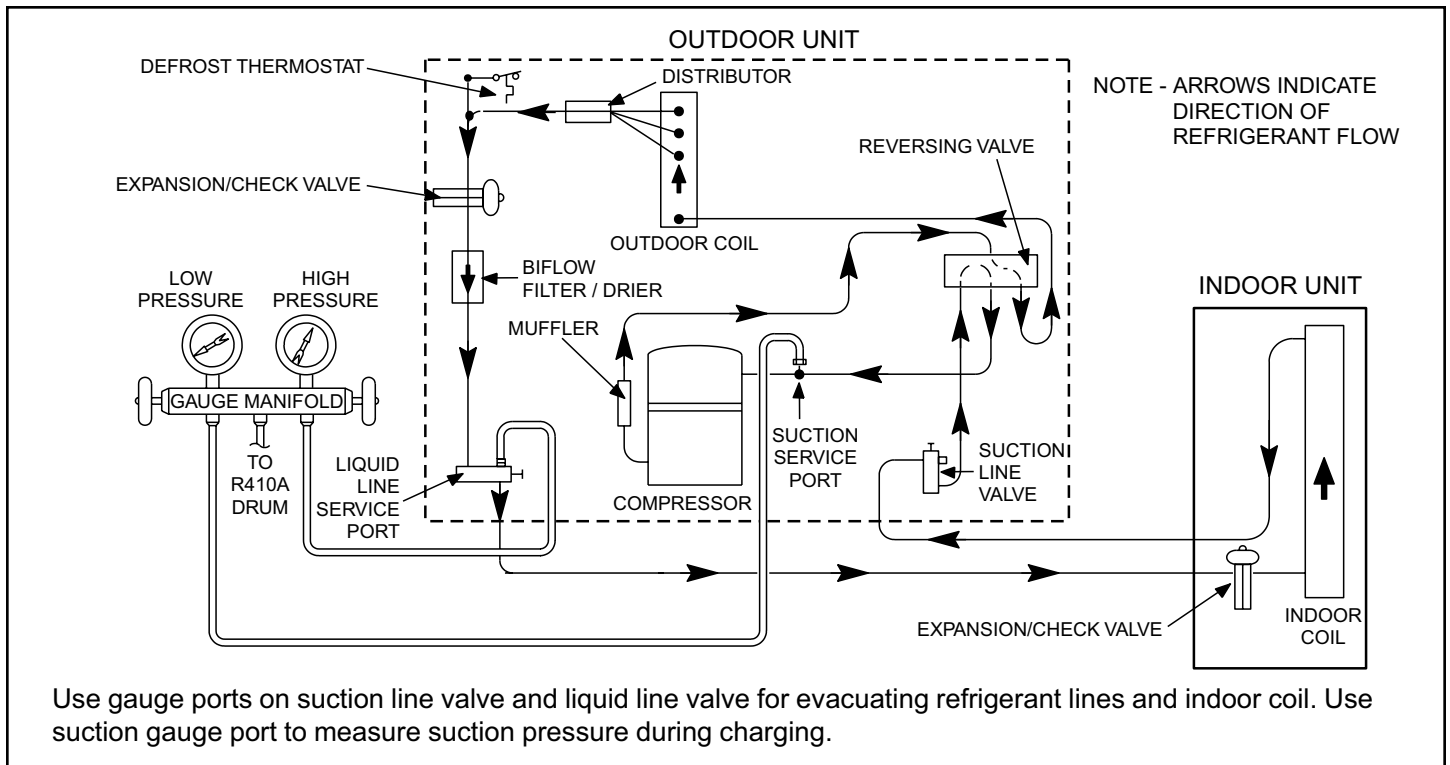 OUTDOOR UNIT
DEFROST THERMOSTAT
DISTRIBUTOR
NOTE - ARROWS INDICATE
DIRECTION OF
REFRIGERANT FLOW
REVERSING VALVE
EXPANSION/CHECK VALVE
OUTDOOR COIL
BIFLOW
FILTER / DRIER
LOW
PRESSURE
HIGH
PRESSURE
INDOOR UNIT
MUFFLER
GAUGE MANIFOLD
TO
R410A
DRUM
LIQUID
LINE
SERVICE
PORT
COMPRESSOR
SUCTION
SERVICE
PORT
SUCTION
LINE
VALVE
EXPANSION/CHECK VALVE
INDOOR
COIL
Use gauge ports on suction line valve and liquid line valve for evacuating refrigerant lines and indoor coil. Use
suction gauge port to measure suction pressure during charging.